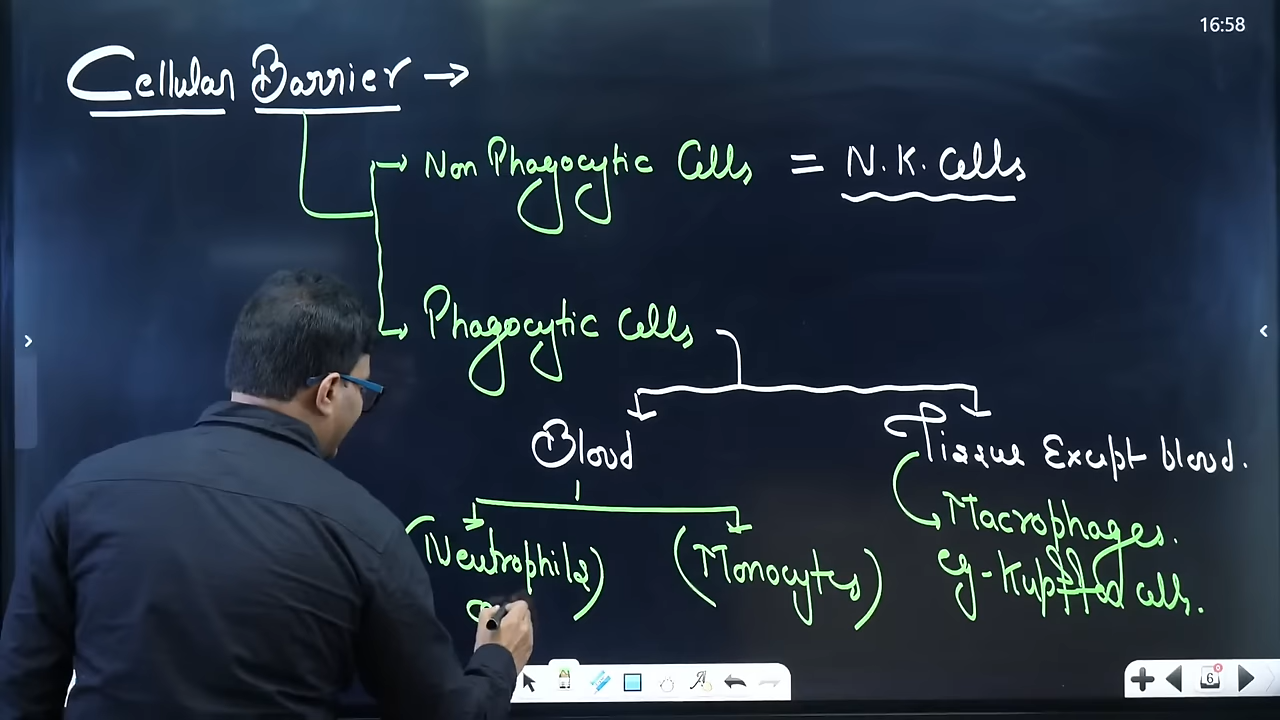 16:58
Cellular Barrier →
→ Non Phagocytic Cells = N.K. Cells
→ Phagocytic Cells
Blood
Tissue Except blood.
(Neutrophils)
(Monocytes)
Macrophages.
eg - Kupffer cells.
6